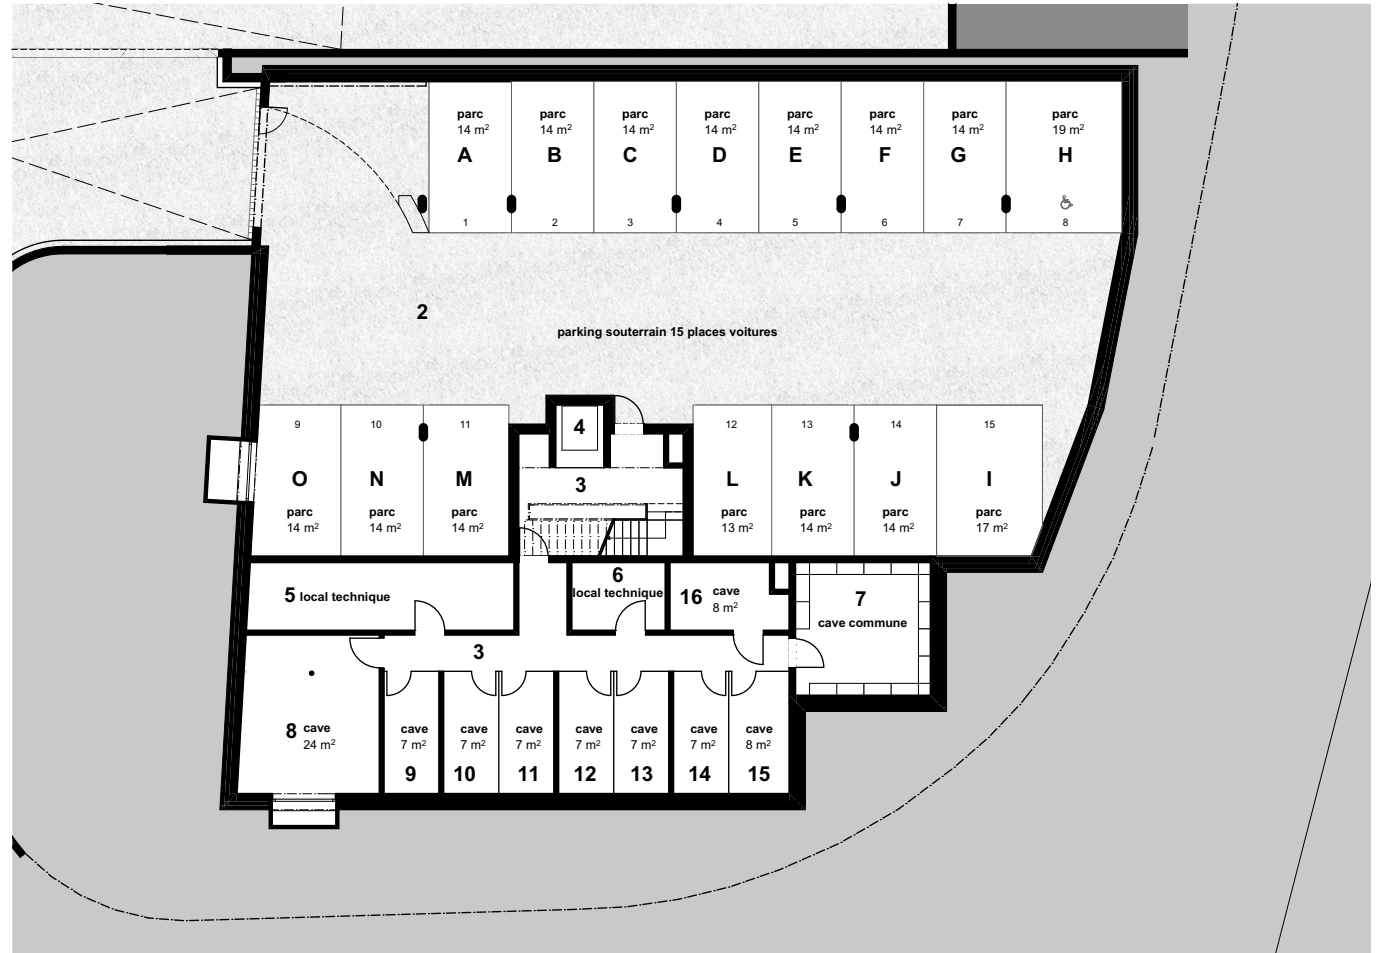 parc parc parc parc parc parc parc parc
14 m² 14 m² 14 m² 14 m² 14 m² 14 m² 14 m² 19 m²
A B C D E F G H
1 2 3 4 5 6 7 8
2
parking souterrain 15 places voitures
9 10 11 12 13 14 15
4
O N M L K J I
3
parc parc parc parc parc parc parc
14 m² 14 m² 14 m² 13 m² 14 m² 14 m² 17 m²
5 local technique
6
local technique
16 cave
8 m²
7
cave commune
3
8 cave
24 m²
cave cave cave cave cave cave cave
7 m² 7 m² 7 m² 7 m² 7 m² 7 m² 8 m²
9 10 11 12 13 14 15